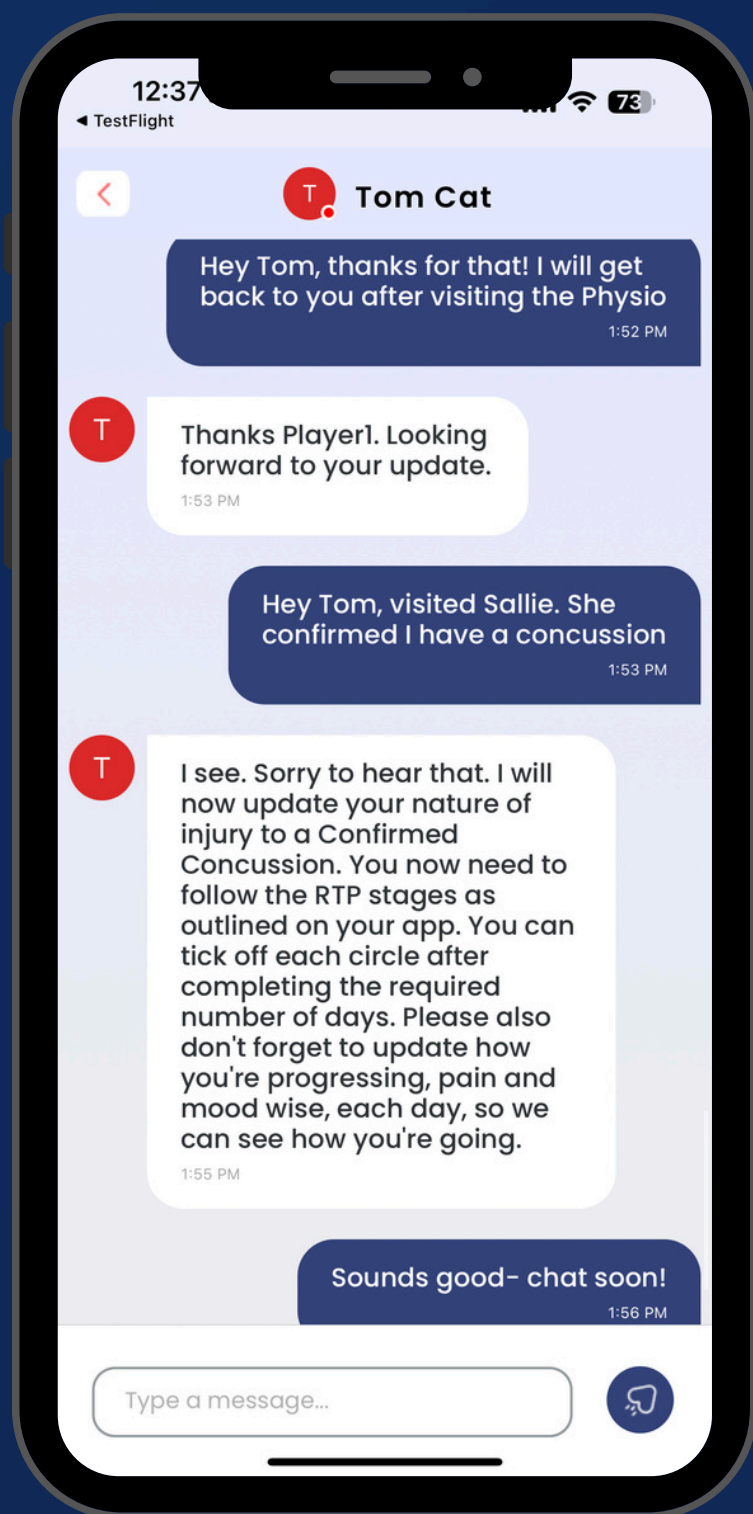 12:37
◀ TestFlight
73
T
Tom Cat
Hey Tom, thanks for that! I will get
back to you after visiting the Physio
1:52 PM
T
Thanks Player1. Looking
forward to your update.
1:53 PM
Hey Tom, visited Sallie. She
confirmed I have a concussion
1:53 PM
T
I see. Sorry to hear that. I will
now update your nature of
injury to a Confirmed
Concussion. You now need to
follow the RTP stages as
outlined on your app. You can
tick off each circle after
completing the required
number of days. Please also
don't forget to update how
you're progressing, pain and
mood wise, each day, so we
can see how you're going.
1:55 PM
Sounds good- chat soon!
1:56 PM
Type a message...